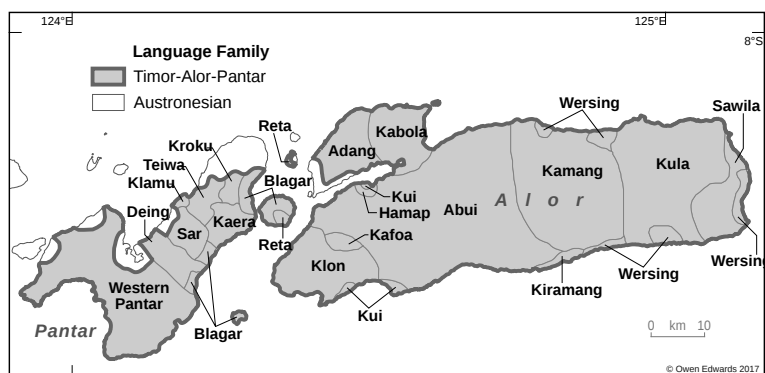 124°E
125°E
8°S
Language Family
Timor-Alor-Pantar
Austronesian
Wersing
Sawila
Reta
Kabola
Kroku
Adang
Teiwa
Blagar
Kamang
Kula
Klamu
Kui
Alor
Deing
Hamap
Abui
Kaera
Sar
Kafoa
Reta
Klon
Wersing
Wersing
Western
Pantar
Kiramang
Kui
Pantar
Blagar
0 km 10
© Owen Edwards 2017